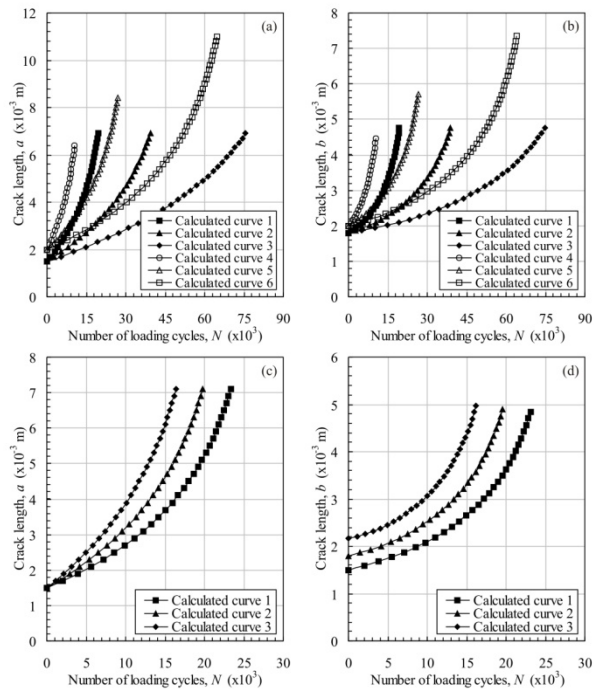 12
10
8
6
4
2
0
Crack length, a (x10⁻³ m)
(a)
Calculated curve 1
Calculated curve 2
Calculated curve 3
Calculated curve 4
Calculated curve 5
Calculated curve 6
0 15 30 45 60 75 90
Number of loading cycles, N (x10³)
8
7
6
5
4
3
2
1
0
Crack length, b (x10⁻³ m)
(b)
Calculated curve 1
Calculated curve 2
Calculated curve 3
Calculated curve 4
Calculated curve 5
Calculated curve 6
0 15 30 45 60 75 90
Number of loading cycles, N (x10³)
8
7
6
5
4
3
2
1
0
Crack length, a (x10⁻³ m)
(c)
Calculated curve 1
Calculated curve 2
Calculated curve 3
0 5 10 15 20 25 30
Number of loading cycles, N (x10³)
6
5
4
3
2
1
0
Crack length, b (x10⁻³ m)
(d)
Calculated curve 1
Calculated curve 2
Calculated curve 3
0 5 10 15 20 25 30
Number of loading cycles, N (x10³)